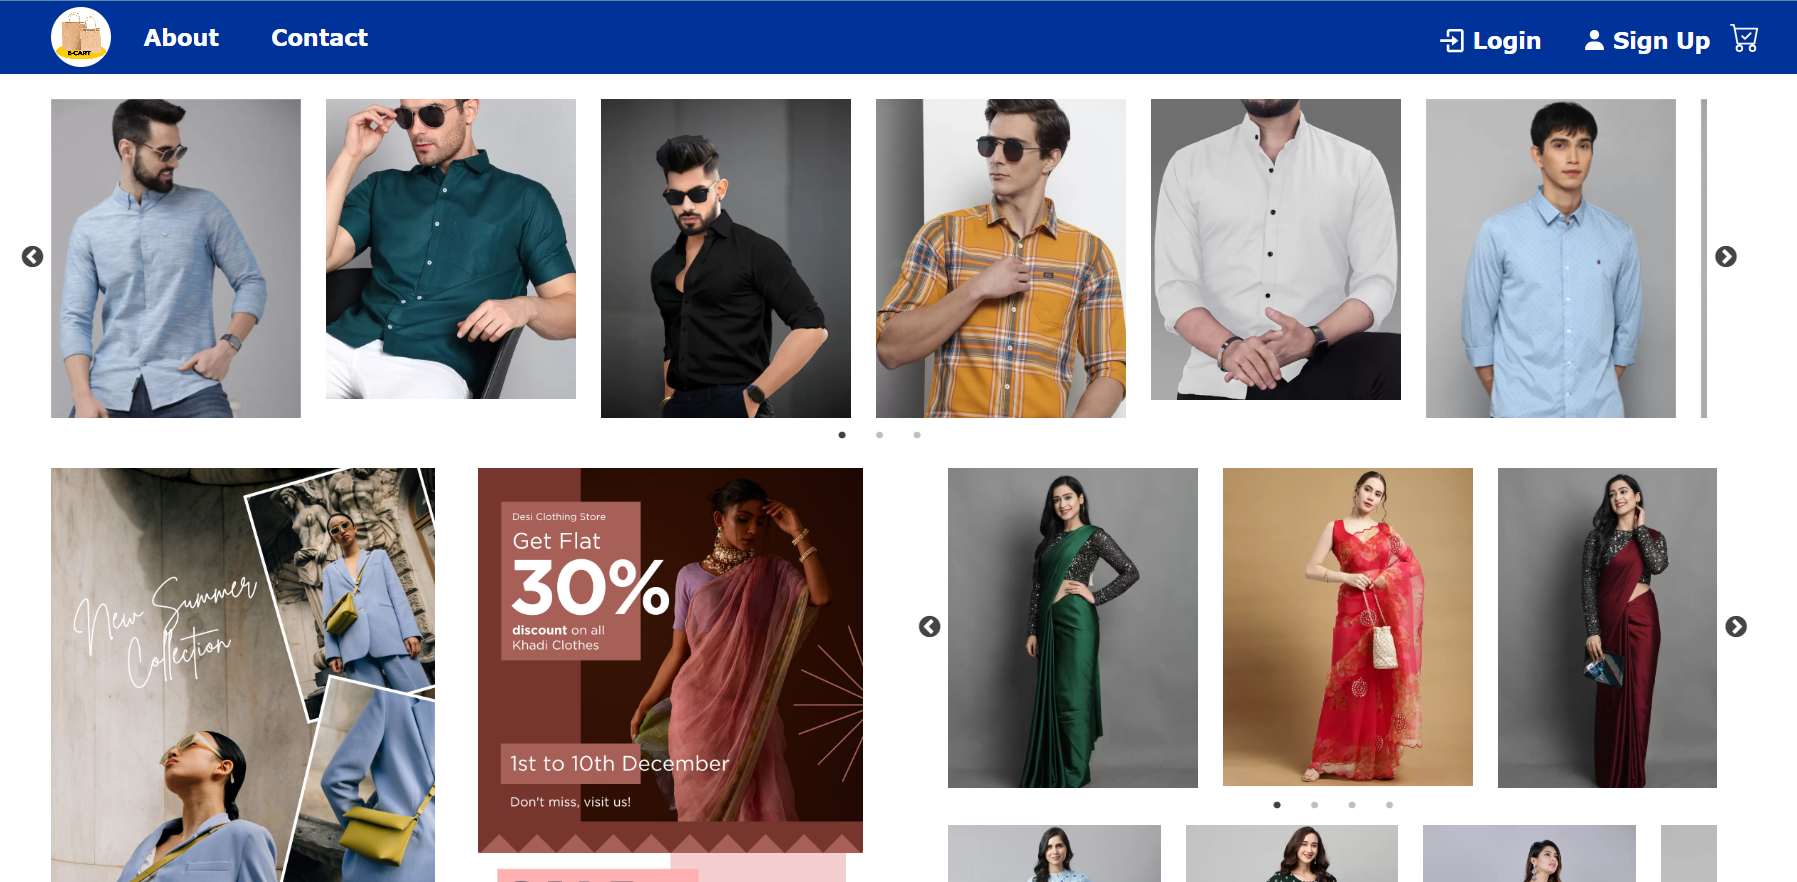 E-CART
About
Contact
Login
Sign Up
New Summer
Collection
Desi Clothing Store
Get Flat
30%
discount on all
Khadi Clothes
1st to 10th December
Don't miss, visit us!